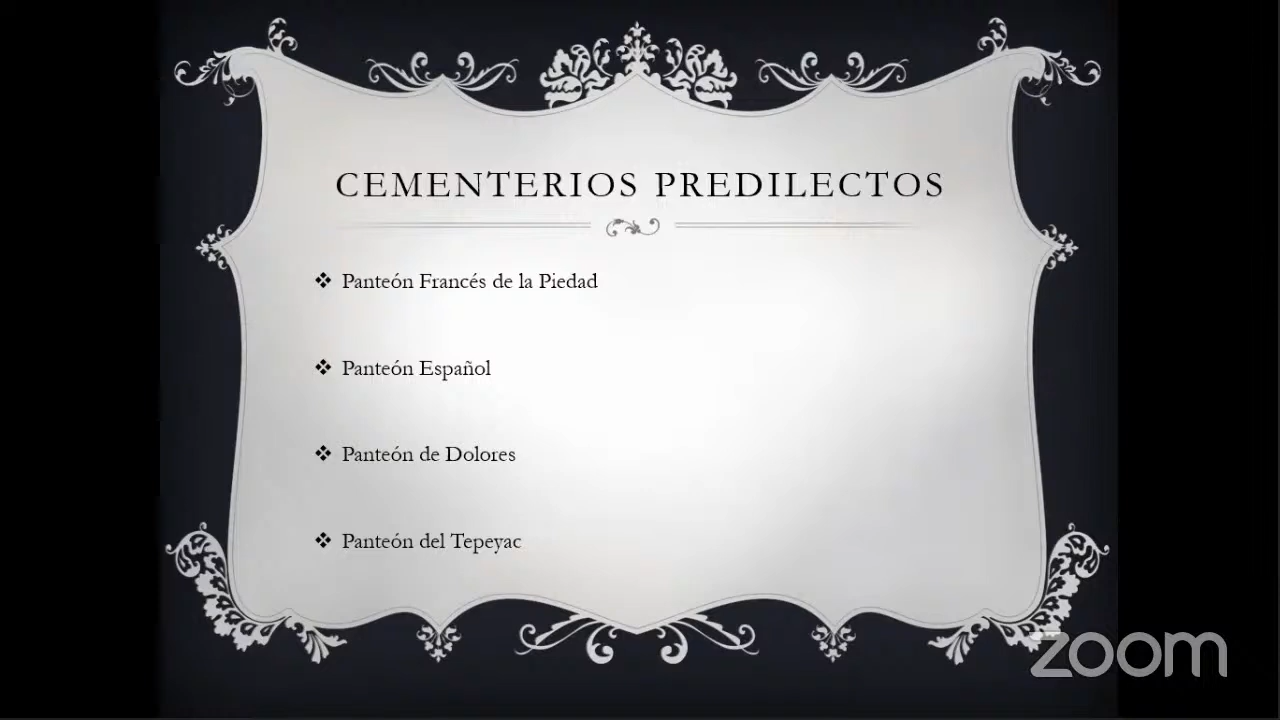 CEMENTERIOS PREDILECTOS
❖ Panteón Francés de la Piedad
❖ Panteón Español
❖ Panteón de Dolores
❖ Panteón del Tepeyac
zoom